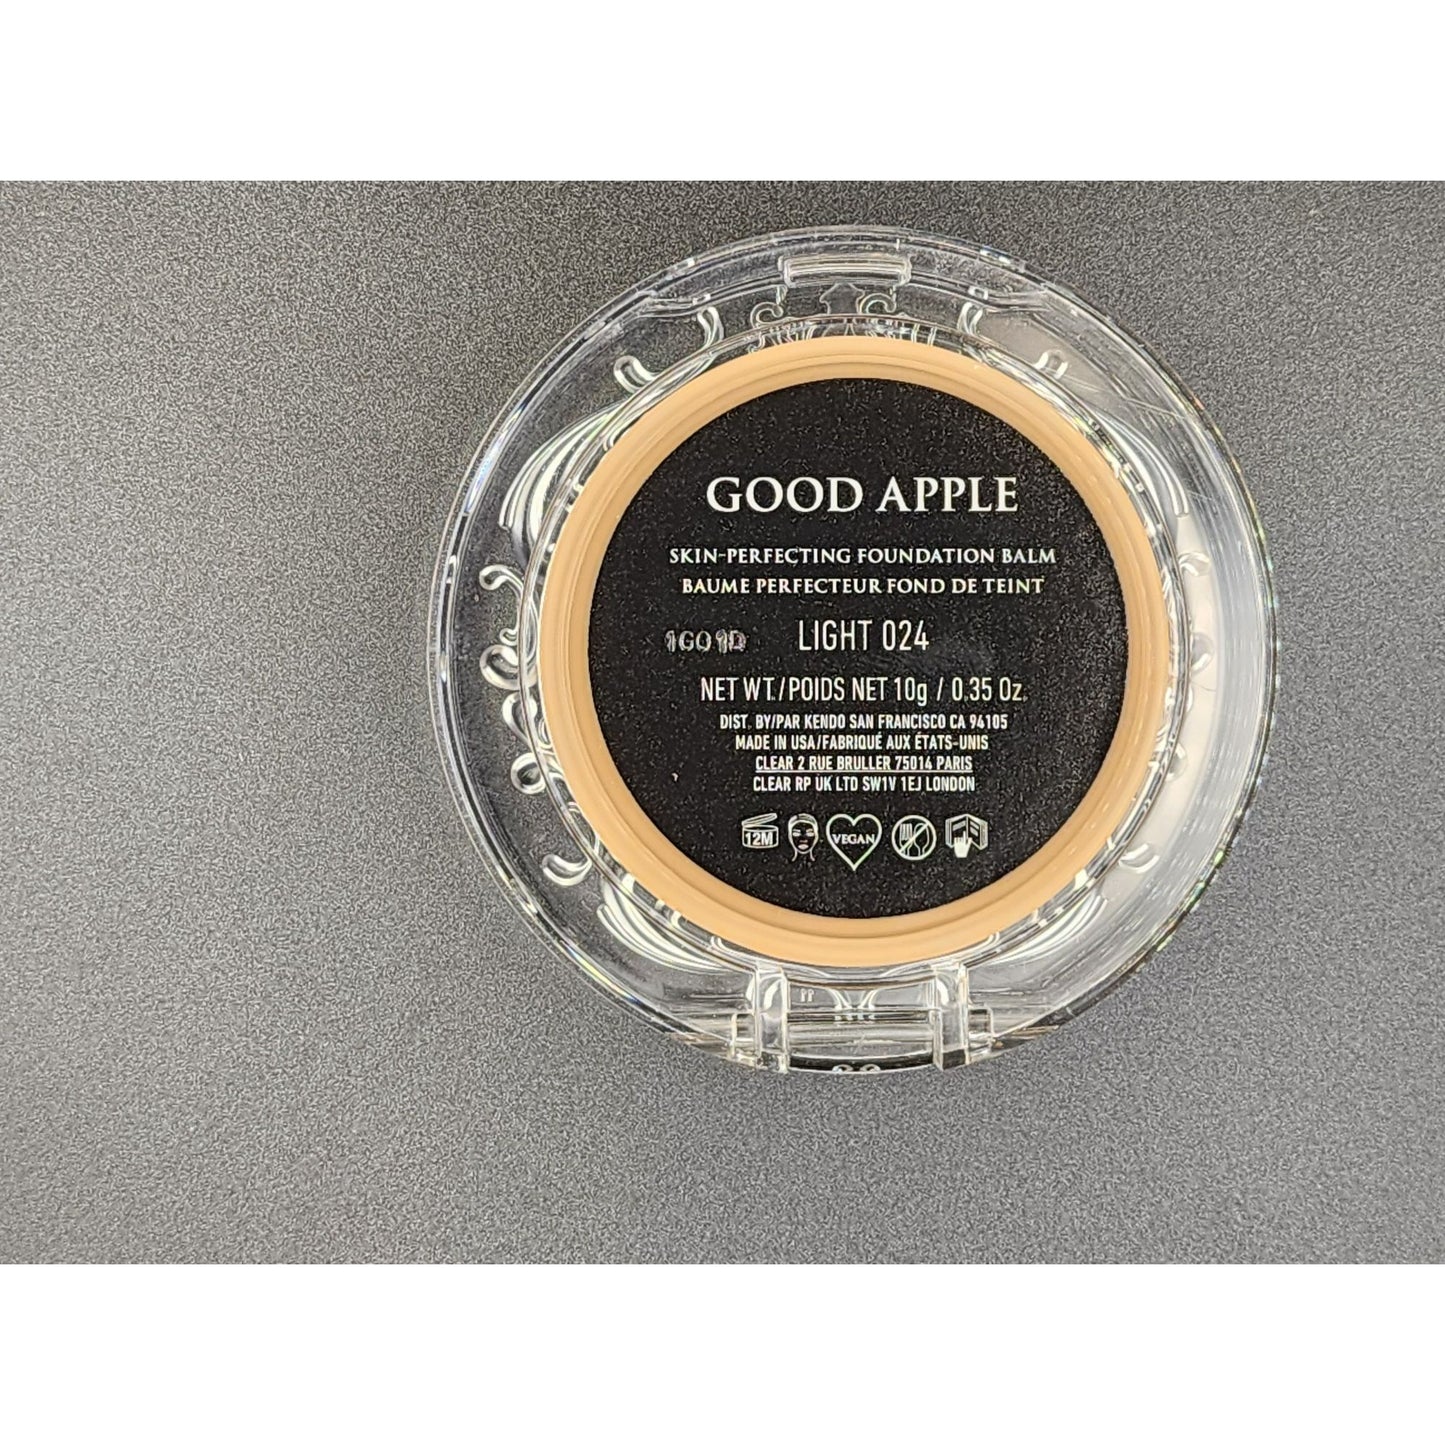 GOOD APPLE
SKIN-PERFECTING FOUNDATION BALM
BAUME PERFECTEUR FOND DE TEINT
1G01D LIGHT 024
NET WT./POIDS NET 10g / 0.35 Oz.
DIST. BY/PAR KENDO SAN FRANCISCO CA 94105
MADE IN USA/FABRIQUÉ AUX ÉTATS-UNIS
CLEAR 2 RUE BRULLER 75014 PARIS
CLEAR RP UK LTD SW1V 1EJ LONDON
12M VEGAN